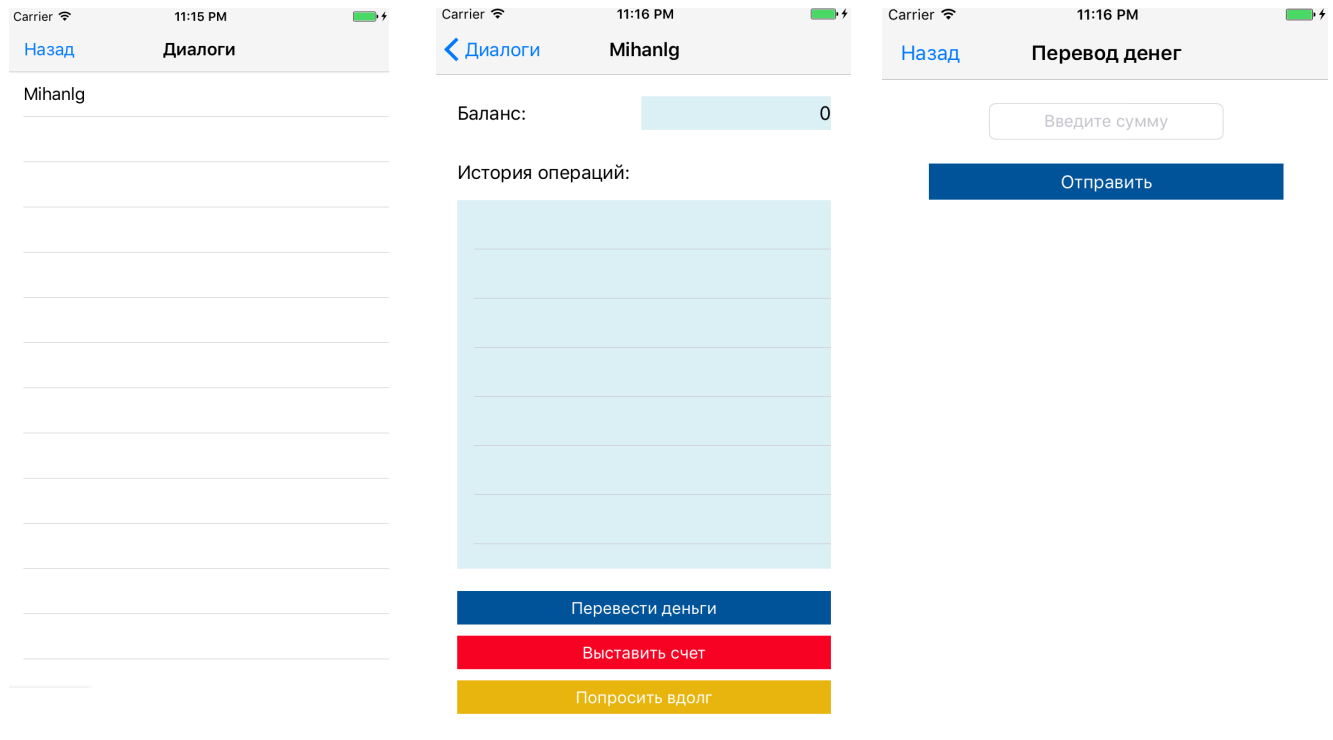 Carrier 11:15 PM
Назад Диалоги
Mihanlg
Carrier 11:16 PM
Диалоги Mihanlg
Баланс: 0
История операций:
Перевести деньги
Выставить счет
Попросить вдолг
Carrier 11:16 PM
Назад Перевод денег
Введите сумму
Отправить